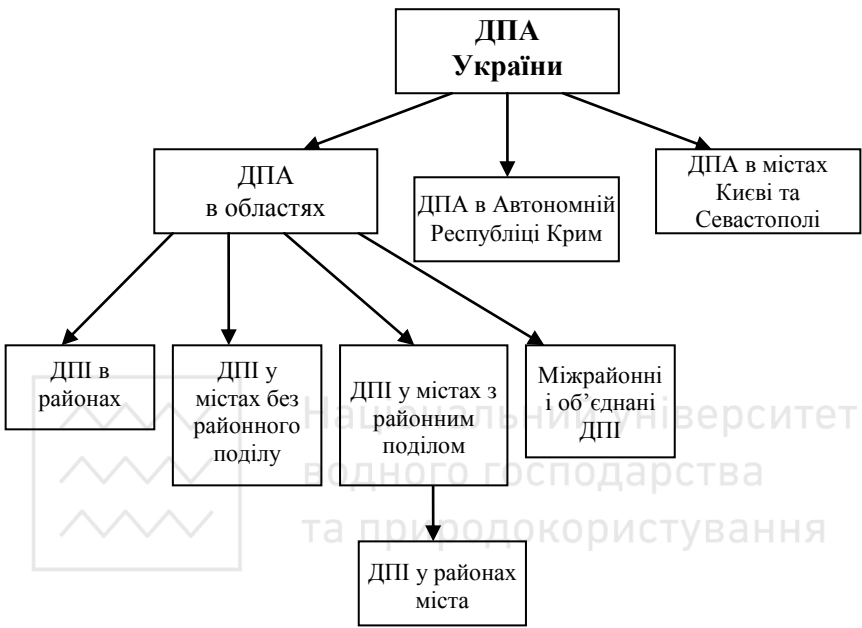 ДПА
України
ДПА
в областях
ДПА в Автономній
Республіці Крим
ДПА в містах
Києві та
Севастополі
ДПІ в
районах
ДПІ у
містах без
районного
поділу
ДПІ у містах з
районним
поділом
Міжрайонні
і об’єднані
ДПІ
Національний університет
водного господарства
та природокористування
ДПІ у районах
міста